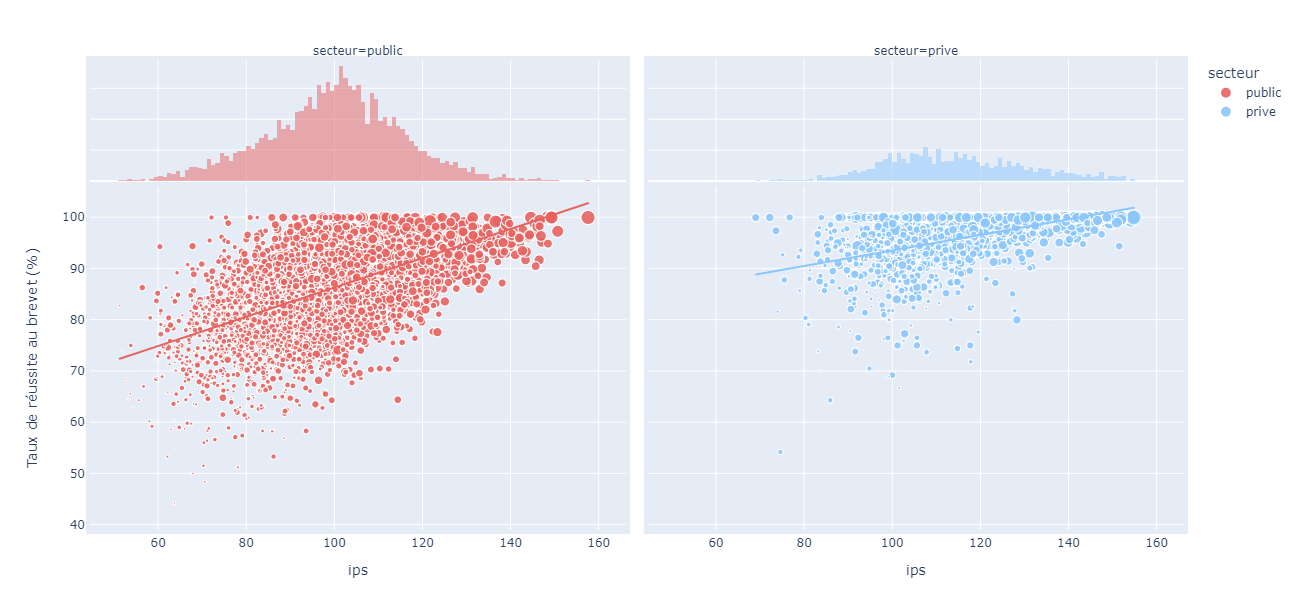 secteur=public
secteur=prive
secteur
public
prive
Taux de réussite au brevet (%)
100
90
80
70
60
50
40
60 80 100 120 140 160
60 80 100 120 140 160
ips
ips